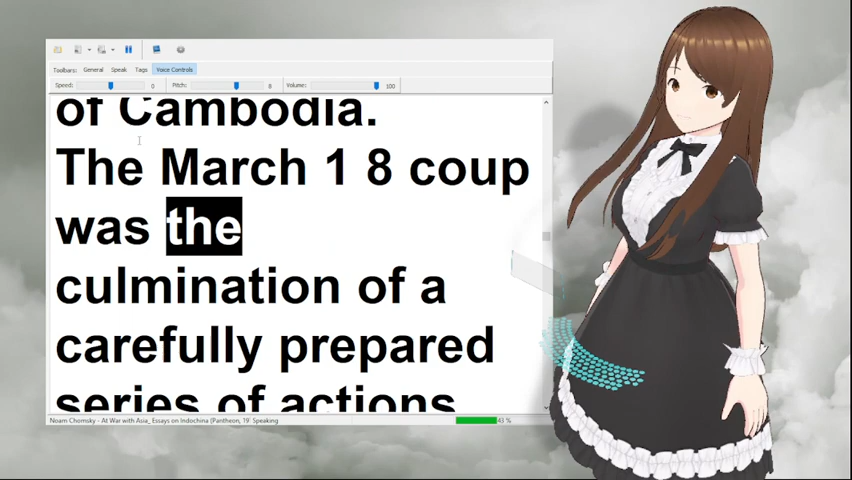 Toolbars: General Speak Tags Voice Controls
Speed: 0 Pitch: 8 Volume: 100
of Cambodia.
The March 1 8 coup
was the
culmination of a
carefully prepared
series of actions
Noam Chomsky - At War with Asia_ Essays on Indochina (Pantheon, 19 Speaking 43 %